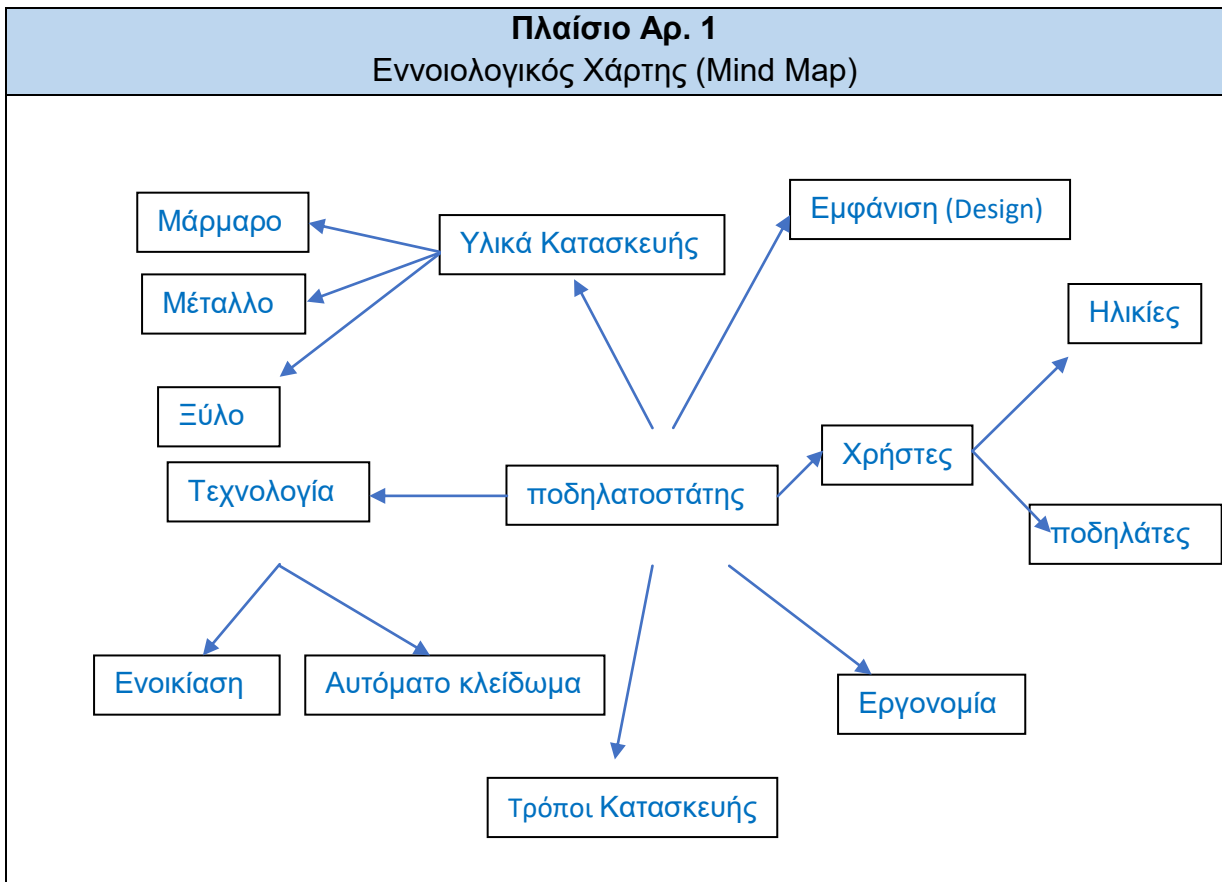 Πλαίσιο Αρ. 1
Εννοιολογικός Χάρτης (Mind Map)
Μάρμαρο
Υλικά Κατασκευής
Εμφάνιση (Design)
Μέταλλο
Ηλικίες
Ξύλο
Χρήστες
Τεχνολογία
ποδηλατοστάτης
ποδηλάτες
Ενοικίαση
Αυτόματο κλείδωμα
Εργονομία
Τρόποι Κατασκευής